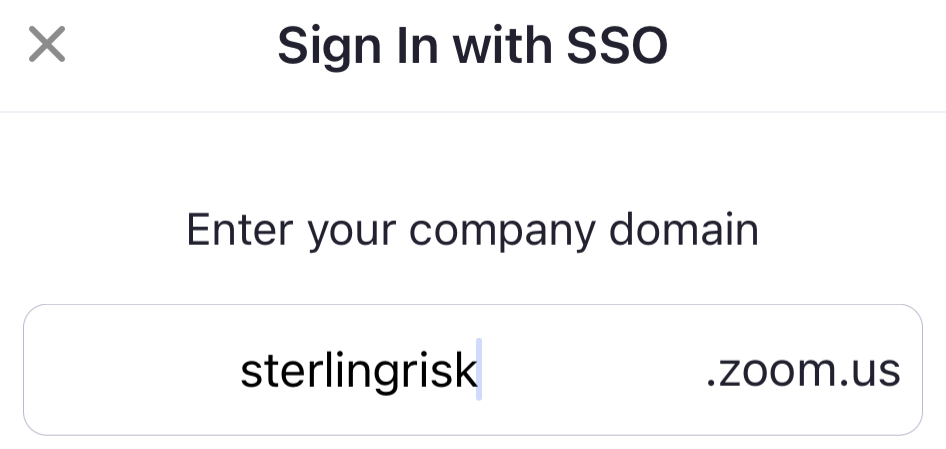 Sign In with SSO
Enter your company domain
sterlingrisk .zoom.us